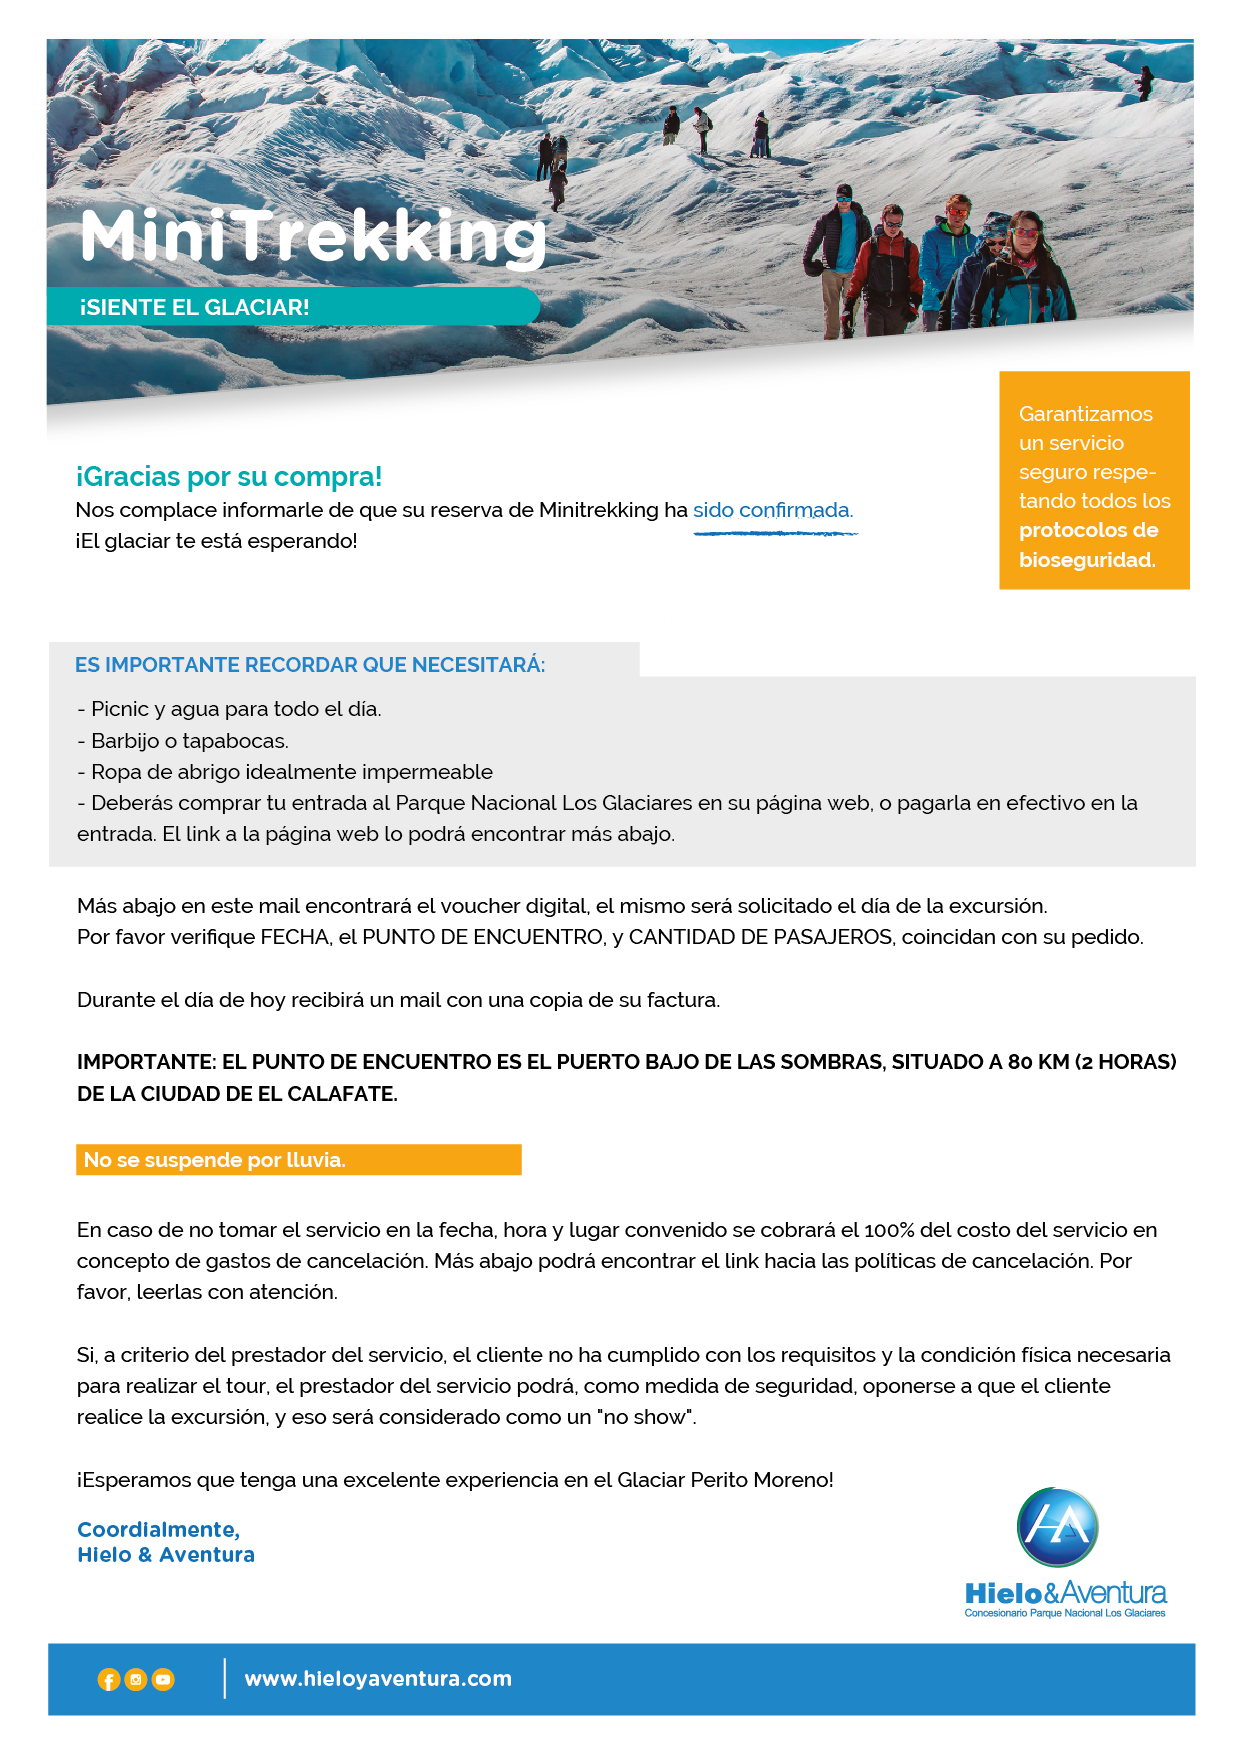 MiniTrekking
¡SIENTE EL GLACIAR!
Garantizamos
un servicio
seguro respe-
tando todos los
protocolos de
bioseguridad.
¡Gracias por su compra!
Nos complace informarle de que su reserva de Minitrekking ha sido confirmada.
¡El glaciar te está esperando!
ES IMPORTANTE RECORDAR QUE NECESITARÁ:
- Picnic y agua para todo el día.
- Barbijo o tapabocas.
- Ropa de abrigo idealmente impermeable
- Deberás comprar tu entrada al Parque Nacional Los Glaciares en su página web, o pagarla en efectivo en la
entrada. El link a la página web lo podrá encontrar más abajo.
Más abajo en este mail encontrará el voucher digital, el mismo será solicitado el día de la excursión.
Por favor verifique FECHA, el PUNTO DE ENCUENTRO, y CANTIDAD DE PASAJEROS, coincidan con su pedido.
Durante el día de hoy recibirá un mail con una copia de su factura.
IMPORTANTE: EL PUNTO DE ENCUENTRO ES EL PUERTO BAJO DE LAS SOMBRAS, SITUADO A 80 KM (2 HORAS)
DE LA CIUDAD DE EL CALAFATE.
No se suspende por lluvia.
En caso de no tomar el servicio en la fecha, hora y lugar convenido se cobrará el 100% del costo del servicio en
concepto de gastos de cancelación. Más abajo podrá encontrar el link hacia las políticas de cancelación. Por
favor, leerlas con atención.
Si, a criterio del prestador del servicio, el cliente no ha cumplido con los requisitos y la condición física necesaria
para realizar el tour, el prestador del servicio podrá, como medida de seguridad, oponerse a que el cliente
realice la excursión, y eso será considerado como un "no show".
¡Esperamos que tenga una excelente experiencia en el Glaciar Perito Moreno!
Coordialmente,
Hielo & Aventura
HA
Hielo&Aventura
Concesionario Parque Nacional Los Glaciares
www.hieloyaventura.com